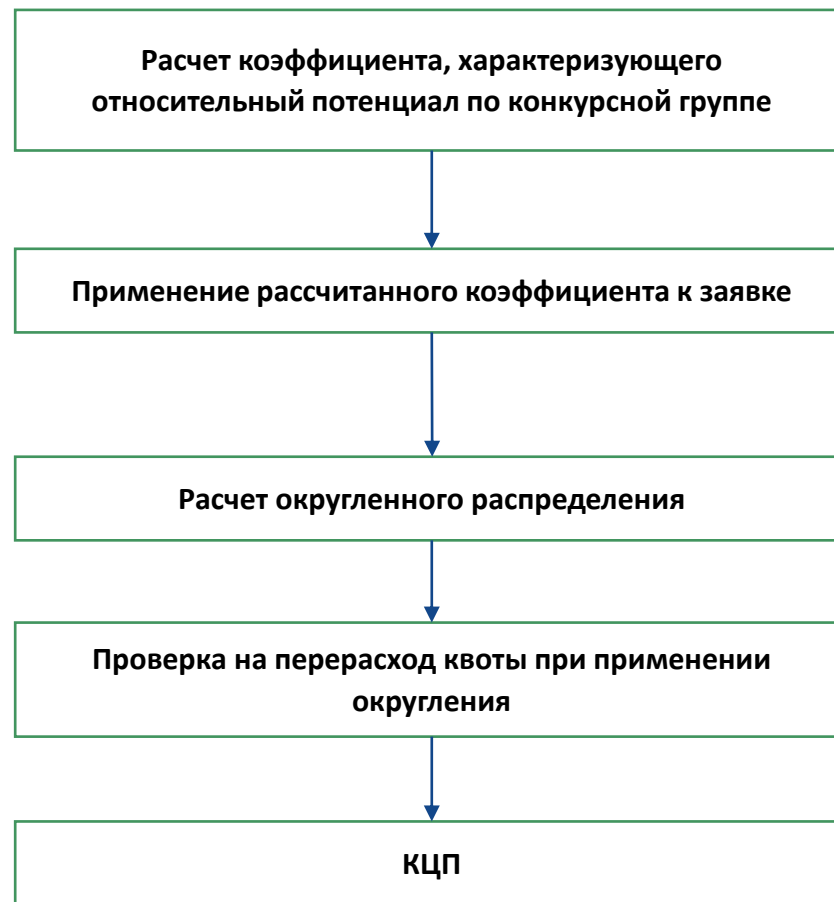 Расчет коэффициента, характеризующего
относительный потенциал по конкурсной группе
Применение рассчитанного коэффициента к заявке
Расчет округленного распределения
Проверка на перерасход квоты при применении
округления
КЦП